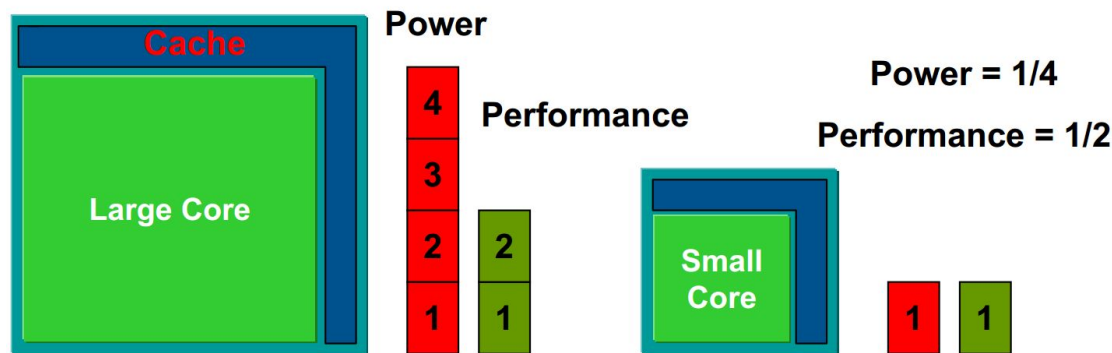 Cache
Large Core
Power
4
3
2
1
Performance
2
1
Power = 1/4
Performance = 1/2
Small
Core
1
1